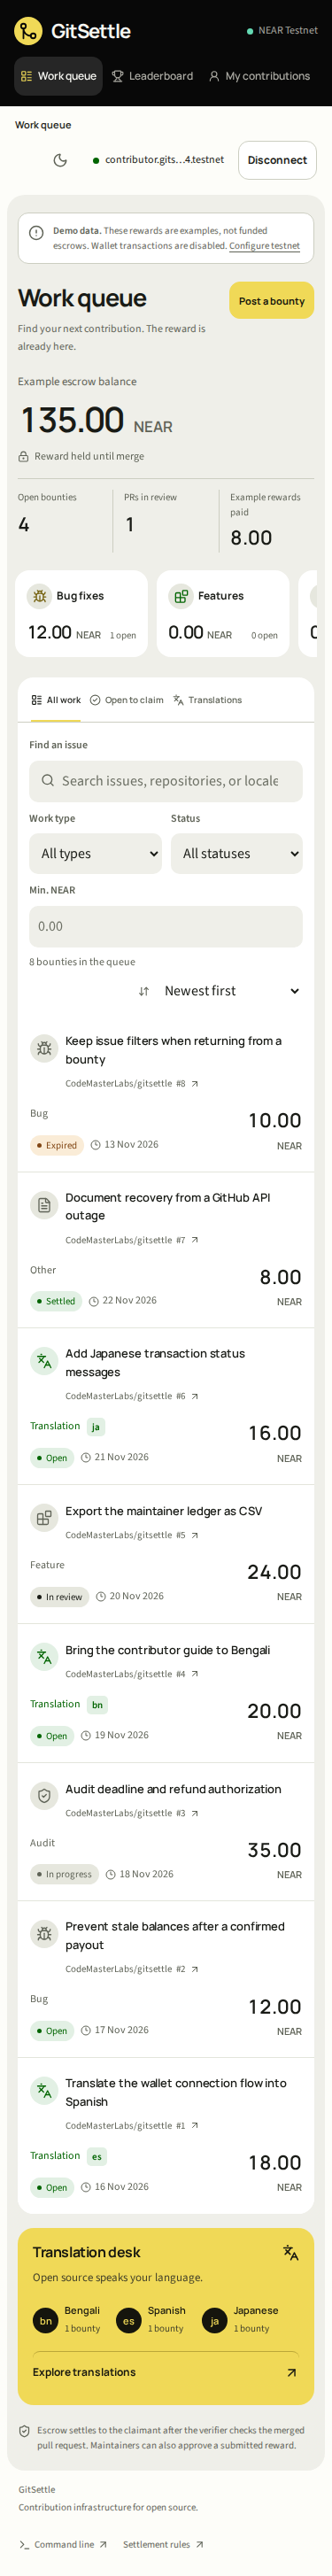 GitSettle
NEAR Testnet
Work queue
Leaderboard
My contributions
Work queue
contributor.gits...4.testnet
Disconnect
Demo data. These rewards are examples, not funded
escrows. Wallet transactions are disabled. Configure testnet
Work queue
Post a bounty
Find your next contribution. The reward is
already here.
Example escrow balance
135.00 NEAR
Reward held until merge
Open bounties
4
PRs in review
1
Example rewards
paid
8.00
Bug fixes
12.00 NEAR 1 open
Features
0.00 NEAR 0 open
All work
Open to claim
Translations
Find an issue
Search issues, repositories, or locale
Work type
Status
All types
All statuses
Min. NEAR
0.00
8 bounties in the queue
Newest first
Keep issue filters when returning from a
bounty
CodeMasterLabs/gitsettle #8
Bug
10.00
Expired
13 Nov 2026
NEAR
Document recovery from a GitHub API
outage
CodeMasterLabs/gitsettle #7
Other
8.00
Settled
22 Nov 2026
NEAR
Add Japanese transaction status
messages
CodeMasterLabs/gitsettle #6
Translation ja
16.00
Open
21 Nov 2026
NEAR
Export the maintainer ledger as CSV
CodeMasterLabs/gitsettle #5
Feature
24.00
In review
20 Nov 2026
NEAR
Bring the contributor guide to Bengali
CodeMasterLabs/gitsettle #4
Translation bn
20.00
Open
19 Nov 2026
NEAR
Audit deadline and refund authorization
CodeMasterLabs/gitsettle #3
Audit
35.00
In progress
18 Nov 2026
NEAR
Prevent stale balances after a confirmed
payout
CodeMasterLabs/gitsettle #2
Bug
12.00
Open
17 Nov 2026
NEAR
Translate the wallet connection flow into
Spanish
CodeMasterLabs/gitsettle #1
Translation es
18.00
Open
16 Nov 2026
NEAR
Translation desk
Open source speaks your language.
bn
Bengali
1 bounty
es
Spanish
1 bounty
ja
Japanese
1 bounty
Explore translations
Escrow settles to the claimant after the verifier checks the merged
pull request. Maintainers can also approve a submitted reward.
GitSettle
Contribution infrastructure for open source.
Command line
Settlement rules